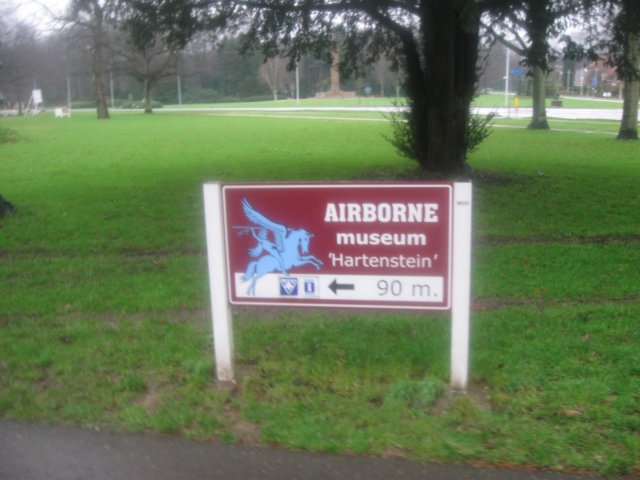 AIRBORNE
museum
'Hartenstein'
90 m.